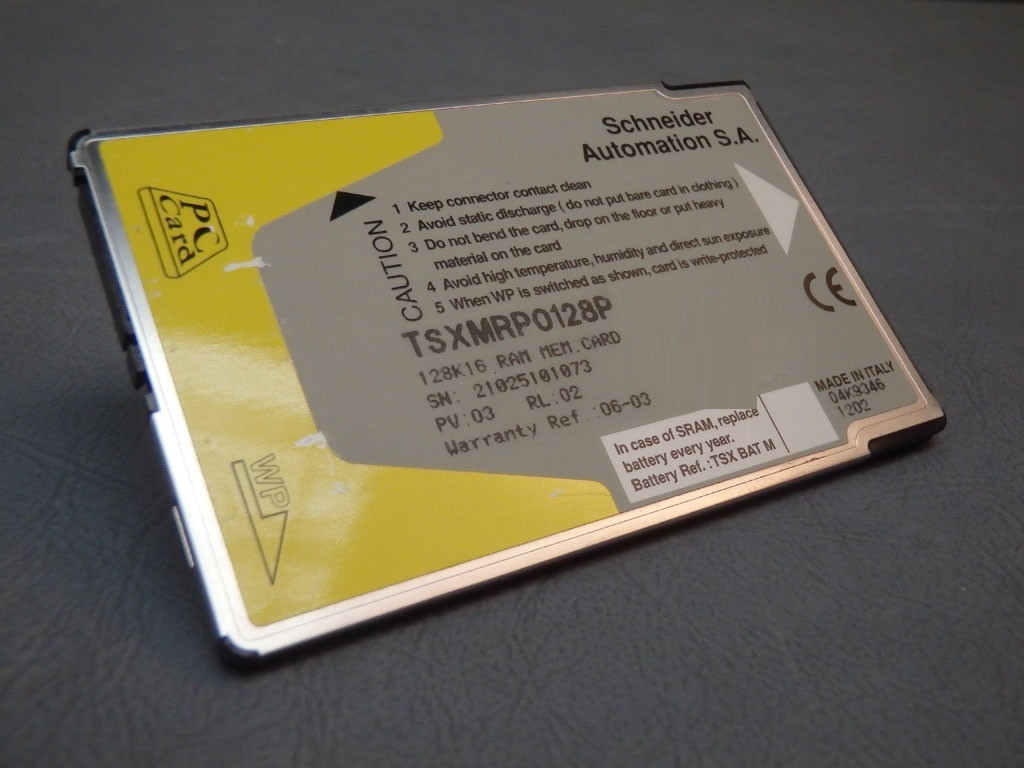 Schneider
Automation S.A.
PC
Card
CAUTION
1 Keep connector contact clean
2 Avoid static discharge ( do not put bare card in clothing )
3 Do not bend the card, drop on the floor or put heavy
material on the card
4 Avoid high temperature, humidity and direct sun exposure
5 When WP is switched as shown, card is write-protected
TSXMRP0128P
128K16 RAM MEM.CARD
SN: 21025101073
PV:03 RL:02
Warranty Ref.:06-03
CE
In case of SRAM, replace
battery every year.
Battery Ref.:TSX BAT M
MADE IN ITALY
04K9346
1202
WP